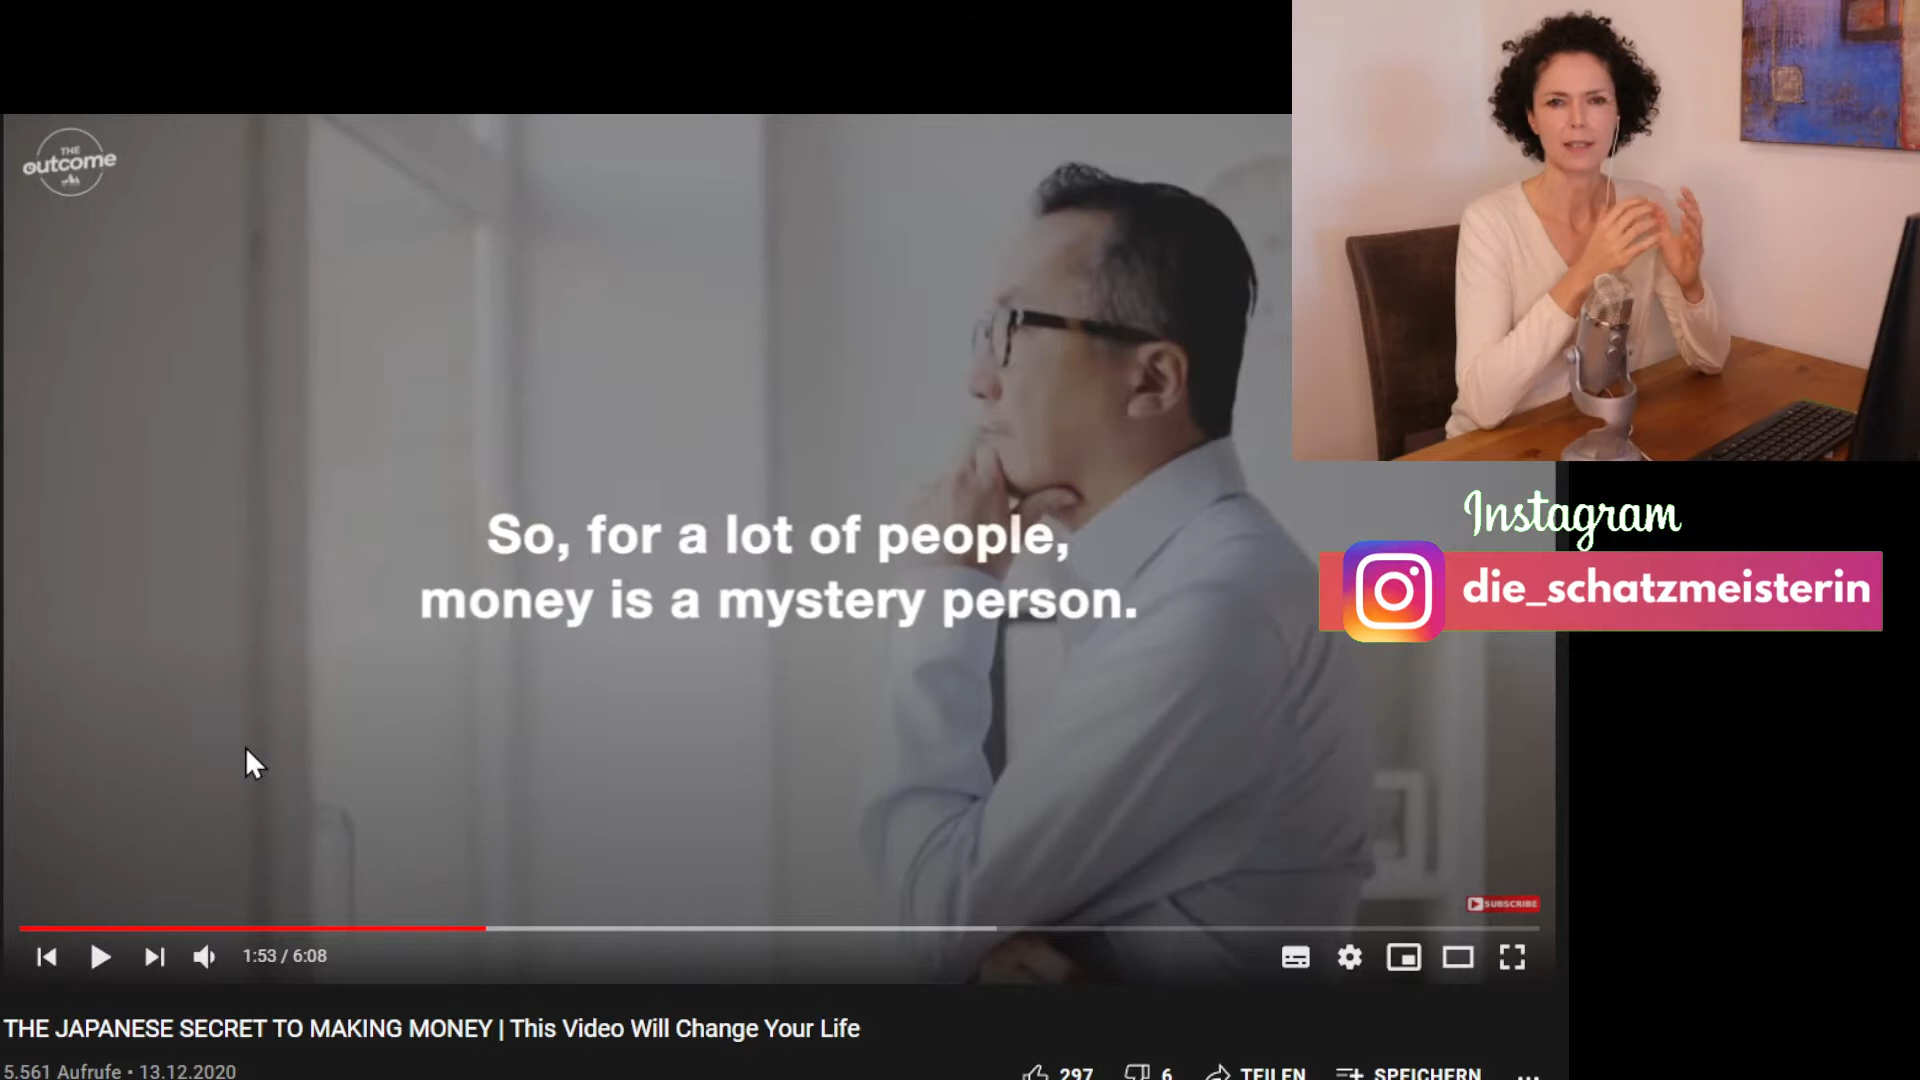 THE
outcome
So, for a lot of people,
money is a mystery person.
Instagram
die_schatzmeisterin
SUBSCRIBE
1:53 / 6:08
THE JAPANESE SECRET TO MAKING MONEY | This Video Will Change Your Life
5.561 Aufrufe • 13.12.2020
297
6
TEILEN
SPEICHERN
...